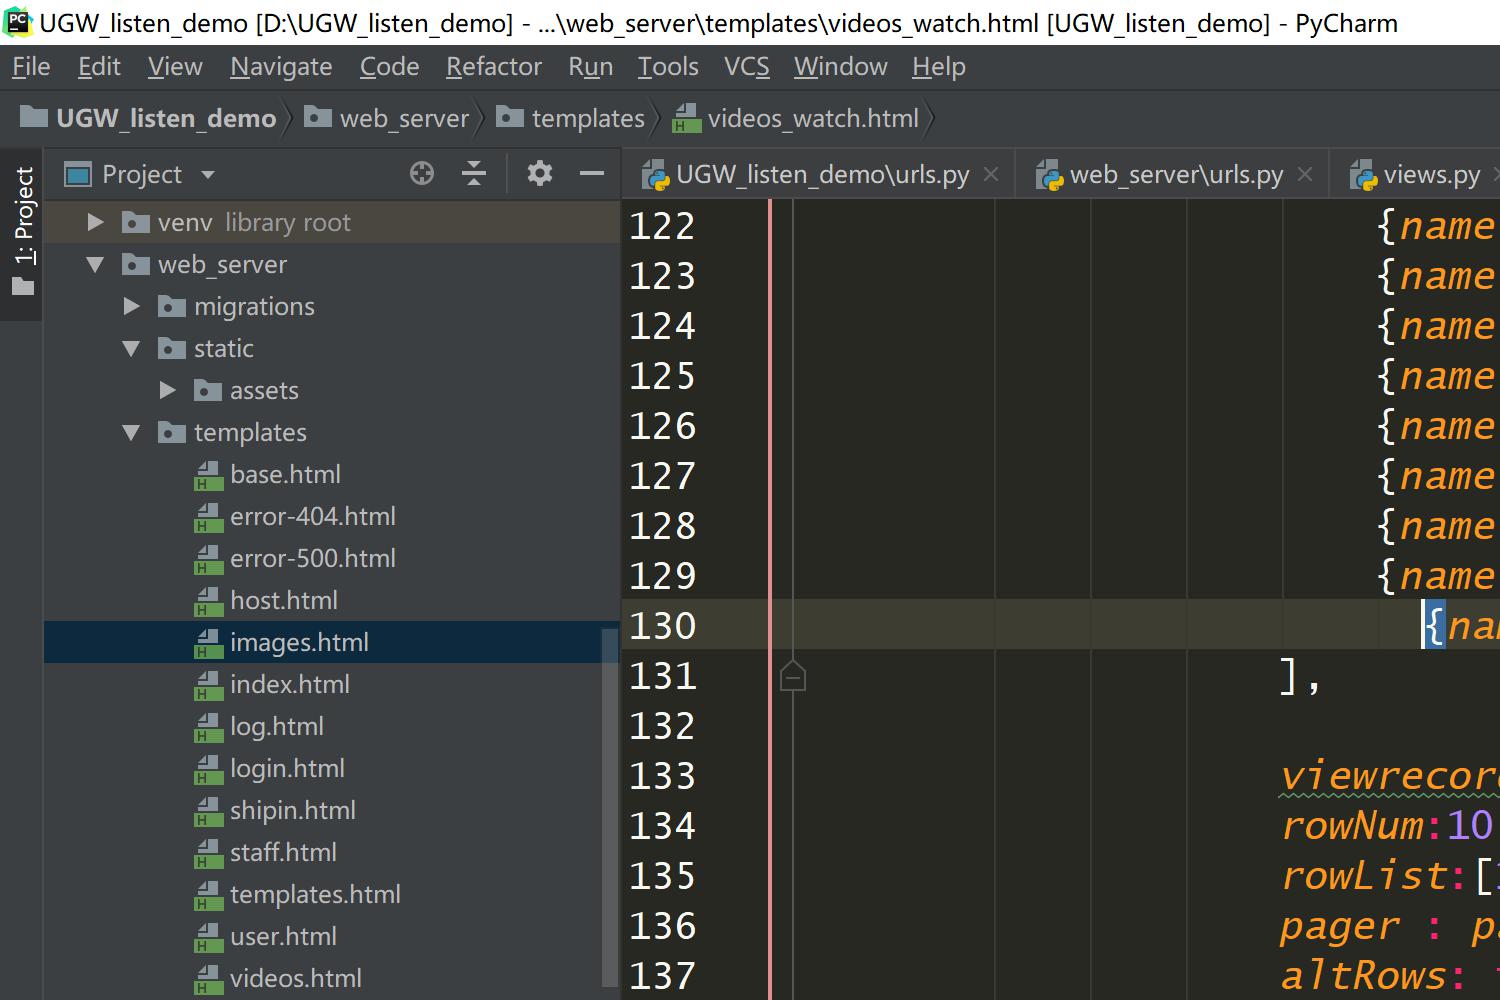 PC UGW_listen_demo [D:\UGW_listen_demo] - ...\web_server\templates\videos_watch.html [UGW_listen_demo] - PyCharm
File Edit View Navigate Code Refactor Run Tools VCS Window Help
UGW_listen_demo web_server templates H videos_watch.html
1: Project
Project
UGW_listen_demo\urls.py web_server\urls.py views.py
venv library root
web_server
migrations
static
assets
templates
H base.html
H error-404.html
H error-500.html
H host.html
H images.html
H index.html
H log.html
H login.html
H shipin.html
H staff.html
H templates.html
H user.html
H videos.html
122 {name
123 {name
124 {name
125 {name
126 {name
127 {name
128 {name
129 {name
130 {na
131 ],
132
133 viewrecor
134 rowNum:10
135 rowList:[
136 pager : p
137 altRows: